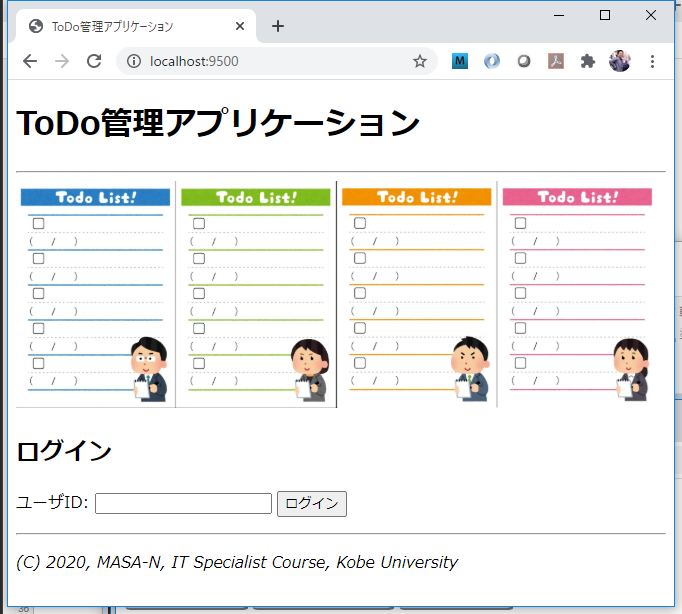 ToDo管理アプリケーション
localhost:9500
M
ToDo管理アプリケーション
Todo List! Todo List! Todo List! Todo List!
( / ) ( / ) ( / ) ( / )
( / ) ( / ) ( / ) ( / )
( / ) ( / ) ( / ) ( / )
( / ) ( / ) ( / ) ( / )
( / ) ( / ) ( / ) ( / )
ログイン
ユーザID: ログイン
(C) 2020, MASA-N, IT Specialist Course, Kobe University
36